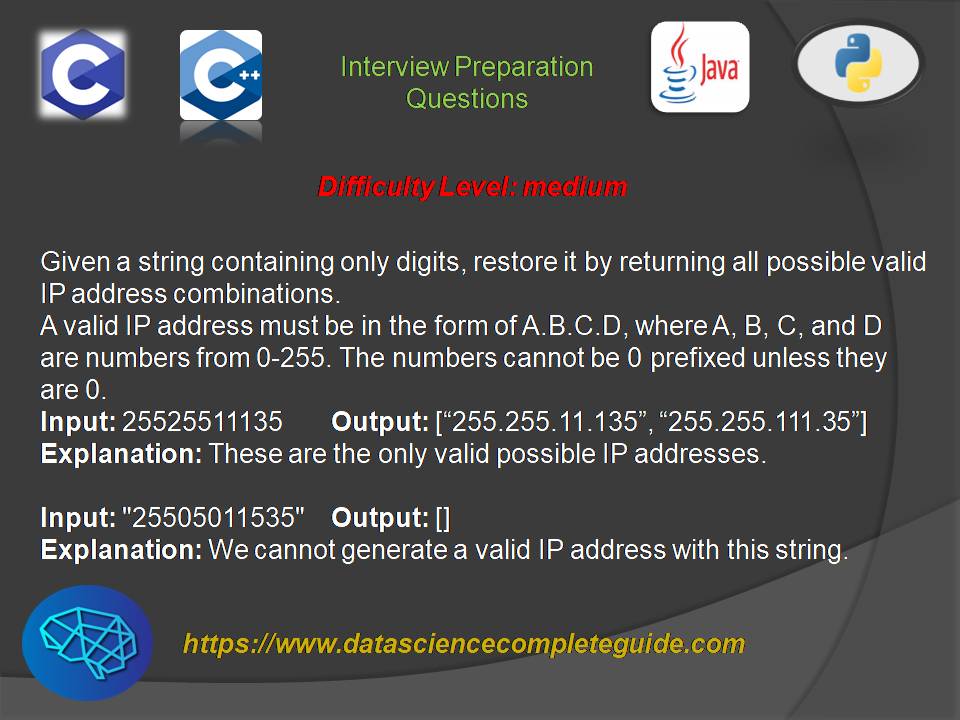 C
C++
Interview Preparation
Questions
Java
Difficulty Level: medium
Given a string containing only digits, restore it by returning all possible valid
IP address combinations.
A valid IP address must be in the form of A.B.C.D, where A, B, C, and D
are numbers from 0-255. The numbers cannot be 0 prefixed unless they
are 0.
Input: 25525511135 Output: [“255.255.11.135”, “255.255.111.35”]
Explanation: These are the only valid possible IP addresses.
Input: "25505011535" Output: []
Explanation: We cannot generate a valid IP address with this string.
https://www.datasciencecompleteguide.com